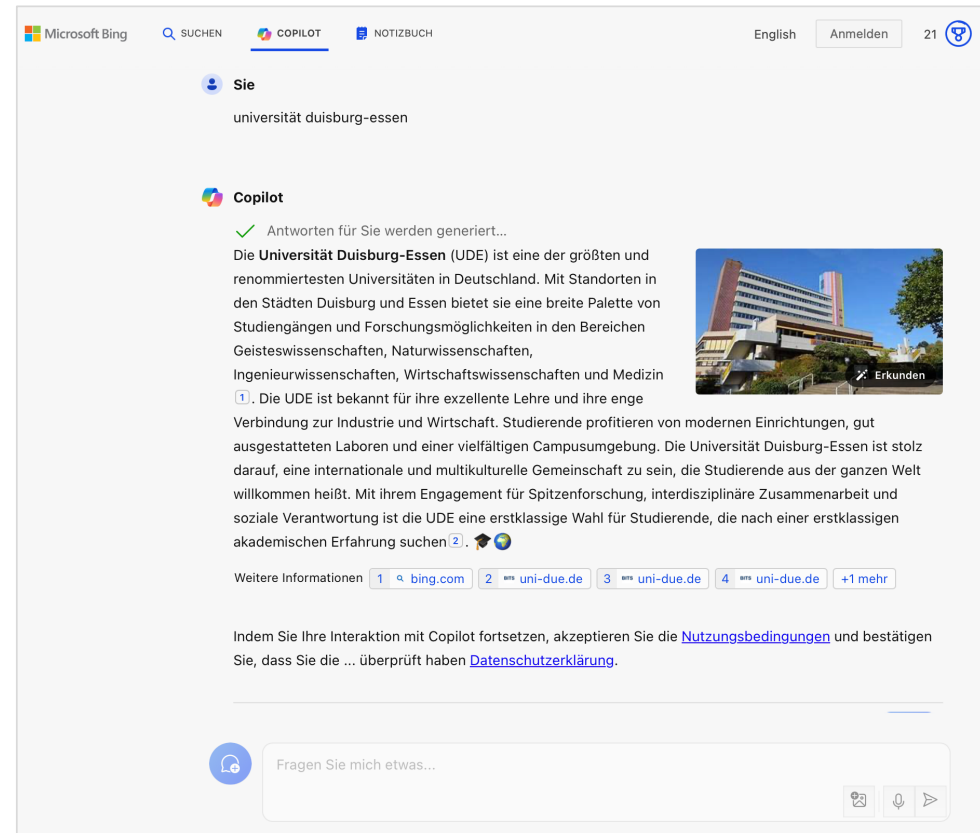 Microsoft Bing
SUCHEN
COPILOT
NOTIZBUCH
English
Anmelden
21
Sie
universität duisburg-essen
Copilot
Antworten für Sie werden generiert...
Die Universität Duisburg-Essen (UDE) ist eine der größten und
renommiertesten Universitäten in Deutschland. Mit Standorten in
den Städten Duisburg und Essen bietet sie eine breite Palette von
Studiengängen und Forschungsmöglichkeiten in den Bereichen
Geisteswissenschaften, Naturwissenschaften,
Ingenieurwissenschaften, Wirtschaftswissenschaften und Medizin
1. Die UDE ist bekannt für ihre exzellente Lehre und ihre enge
Erkunden
Verbindung zur Industrie und Wirtschaft. Studierende profitieren von modernen Einrichtungen, gut
ausgestatteten Laboren und einer vielfältigen Campusumgebung. Die Universität Duisburg-Essen ist stolz
darauf, eine internationale und multikulturelle Gemeinschaft zu sein, die Studierende aus der ganzen Welt
willkommen heißt. Mit ihrem Engagement für Spitzenforschung, interdisziplinäre Zusammenarbeit und
soziale Verantwortung ist die UDE eine erstklassige Wahl für Studierende, die nach einer erstklassigen
akademischen Erfahrung suchen 2. 🎓🌍
Weitere Informationen 1 bing.com 2 uni-due.de 3 uni-due.de 4 uni-due.de +1 mehr
Indem Sie Ihre Interaktion mit Copilot fortsetzen, akzeptieren Sie die Nutzungsbedingungen und bestätigen
Sie, dass Sie die ... überprüft haben Datenschutzerklärung.
Fragen Sie mich etwas...